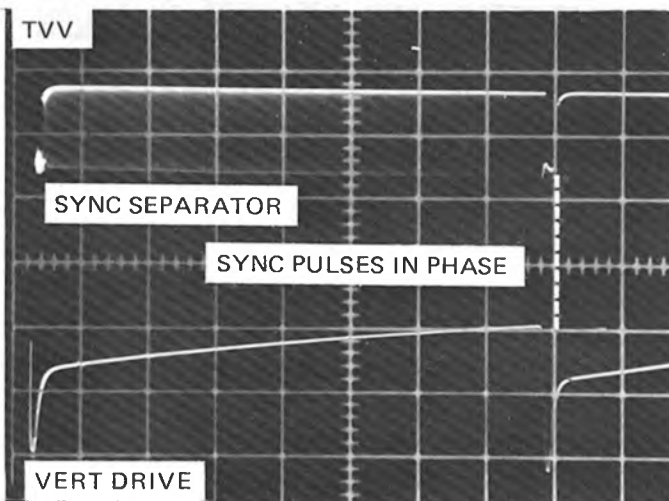 TVV
SYNC SEPARATOR
SYNC PULSES IN PHASE
VERT DRIVE